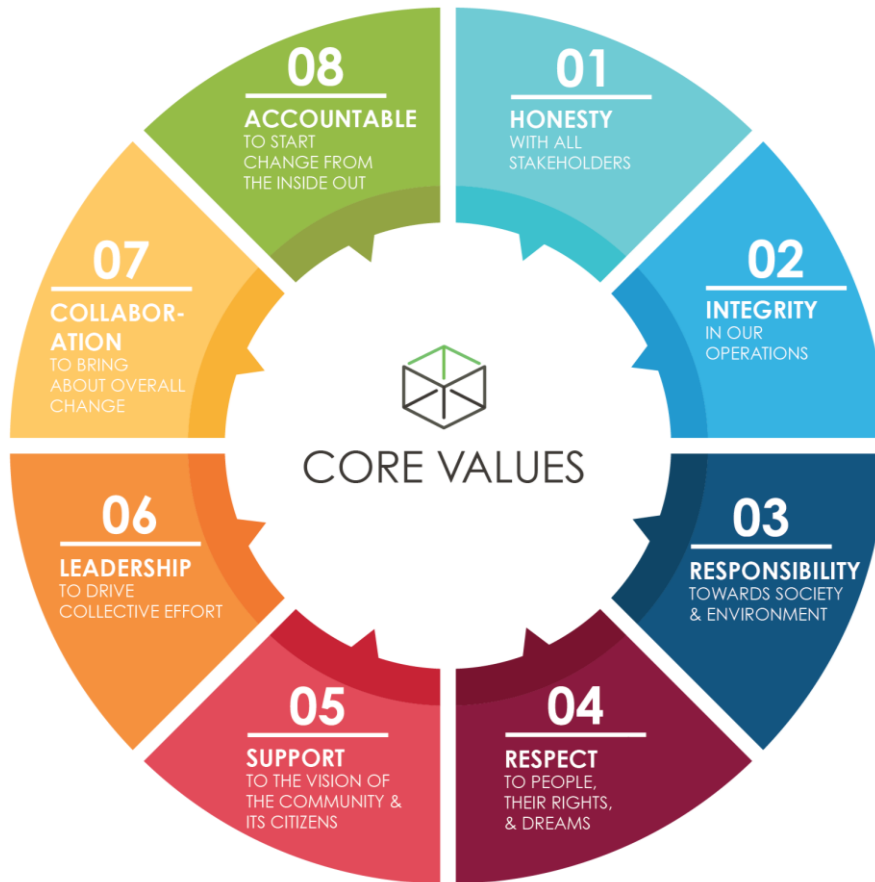 CORE VALUES
01
HONESTY
WITH ALL
STAKEHOLDERS
02
INTEGRITY
IN OUR
OPERATIONS
03
RESPONSIBILITY
TOWARDS SOCIETY
& ENVIRONMENT
04
RESPECT
TO PEOPLE,
THEIR RIGHTS,
& DREAMS
05
SUPPORT
TO THE VISION OF
THE COMMUNITY &
ITS CITIZENS
06
LEADERSHIP
TO DRIVE
COLLECTIVE EFFORT
07
COLLABOR-
ATION
TO BRING
ABOUT OVERALL
CHANGE
08
ACCOUNTABLE
TO START
CHANGE FROM
THE INSIDE OUT